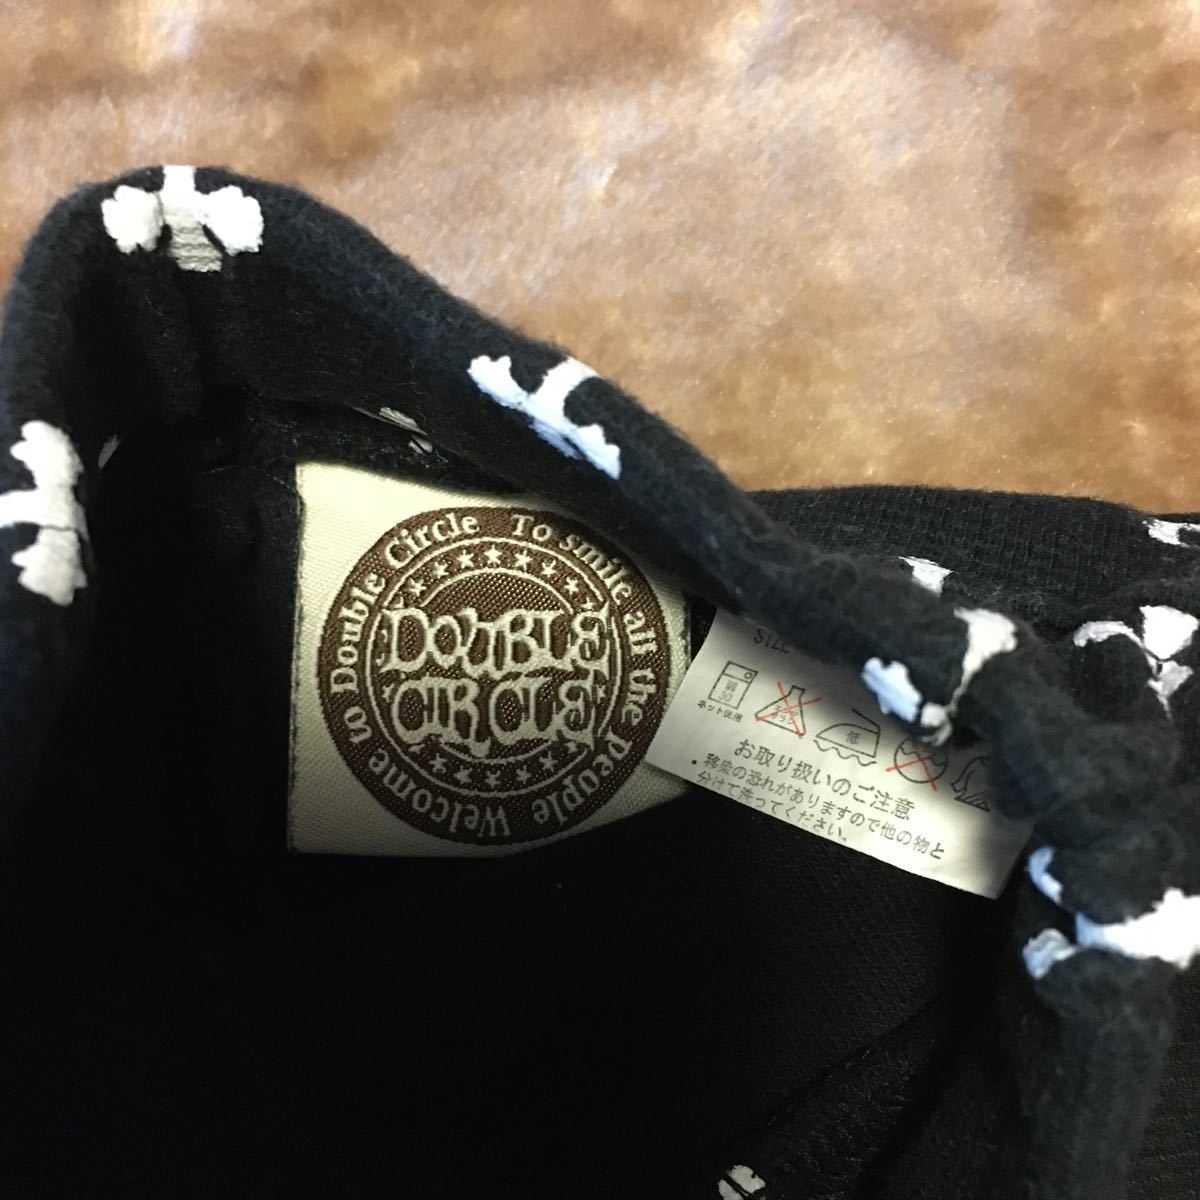 Welcome to Double Circle To smile all the People
DOUBLE
CIRCLE
SIZE
弱
30
ネット使用
低
お取り扱いのご注意
・移染の恐れがありますので他の物と
分けて洗ってください。